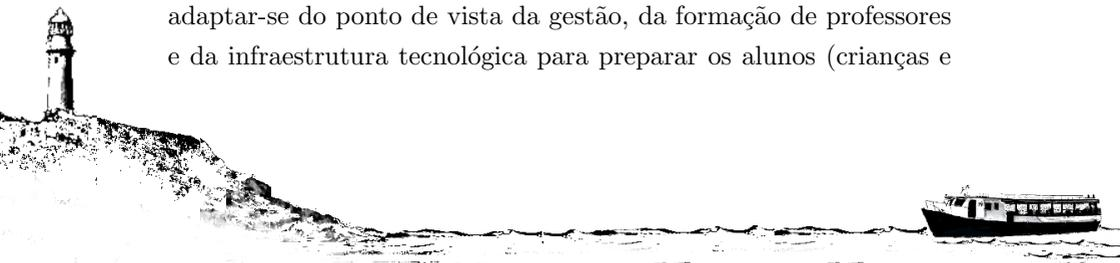 adaptar-se do ponto de vista da gestão, da formação de professores
e da infraestrutura tecnológica para preparar os alunos (crianças e